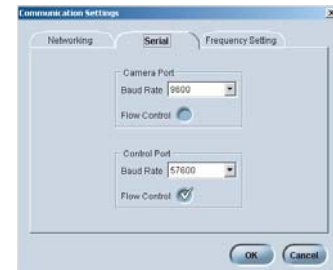 Communication Settings
Networking Serial Frequency Setting
Camera Port
Baud Rate 9600
Flow Control
Control Port
Baud Rate 57600
Flow Control
OK Cancel